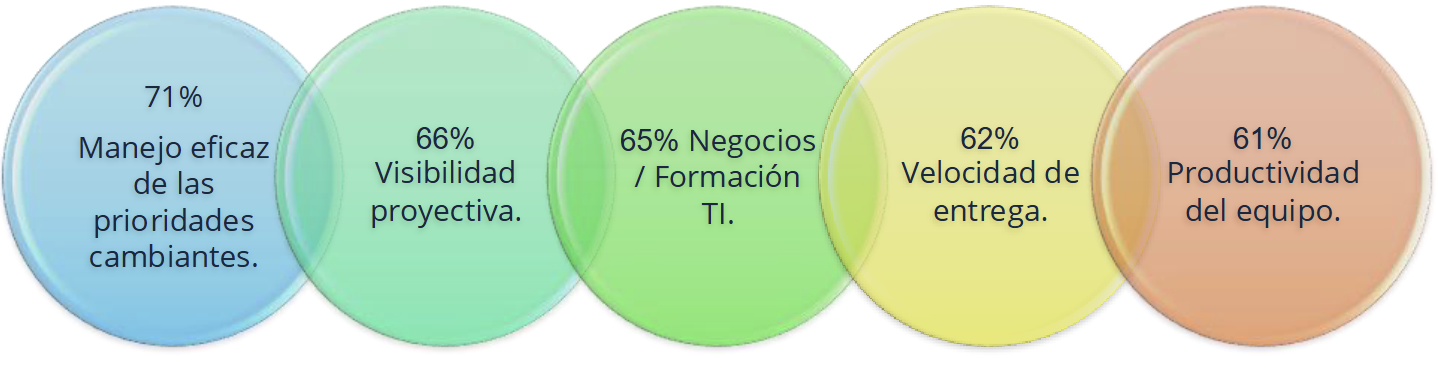 71%
Manejo eficaz
de las
prioridades
cambiantes.
66%
Visibilidad
proyectiva.
65% Negocios
/ Formación
TI.
62%
Velocidad de
entrega.
61%
Productividad
del equipo.